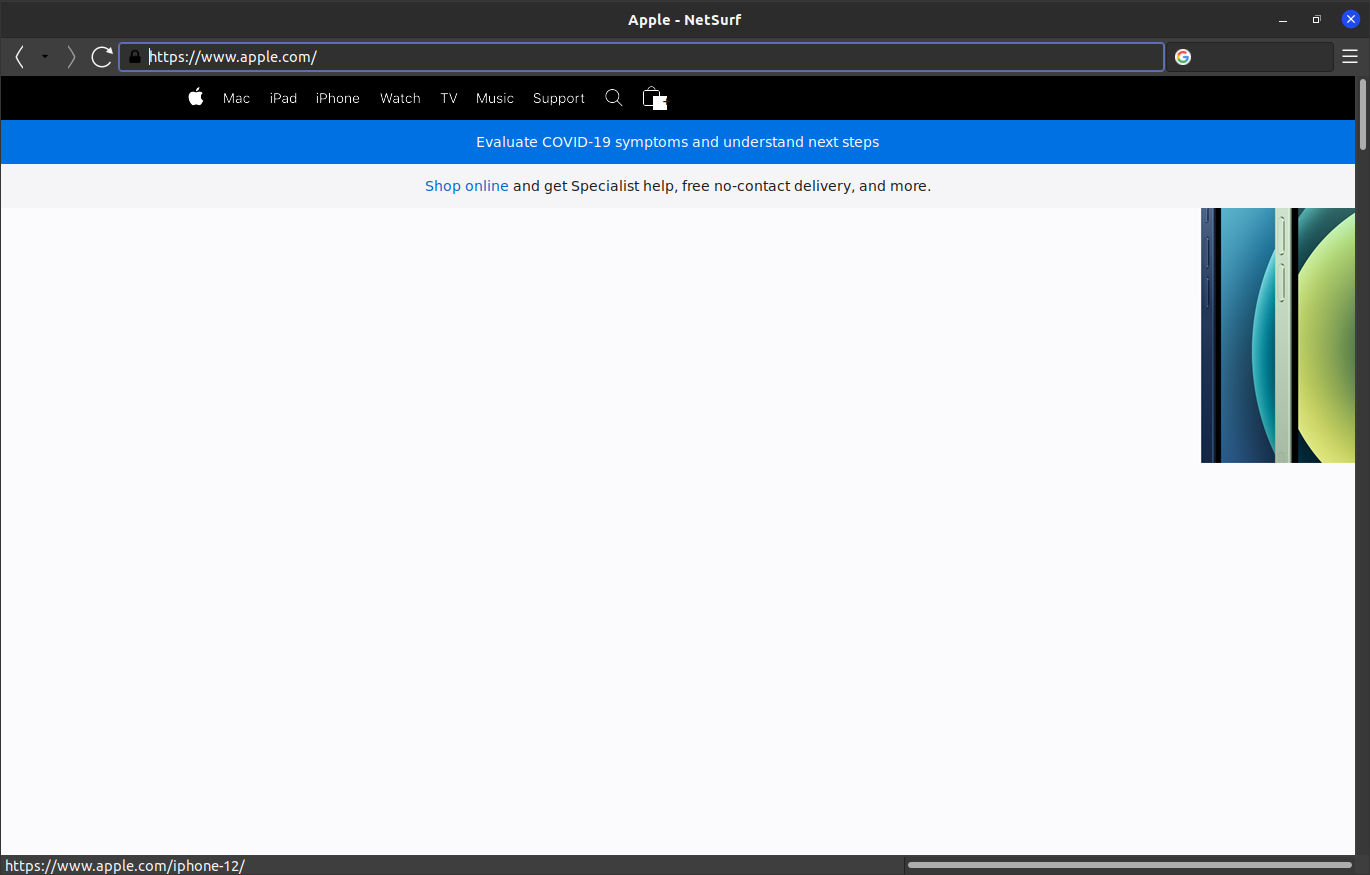 Apple - NetSurf
https://www.apple.com/
Mac iPad iPhone Watch TV Music Support
Evaluate COVID-19 symptoms and understand next steps
Shop online and get Specialist help, free no-contact delivery, and more.
https://www.apple.com/iphone-12/